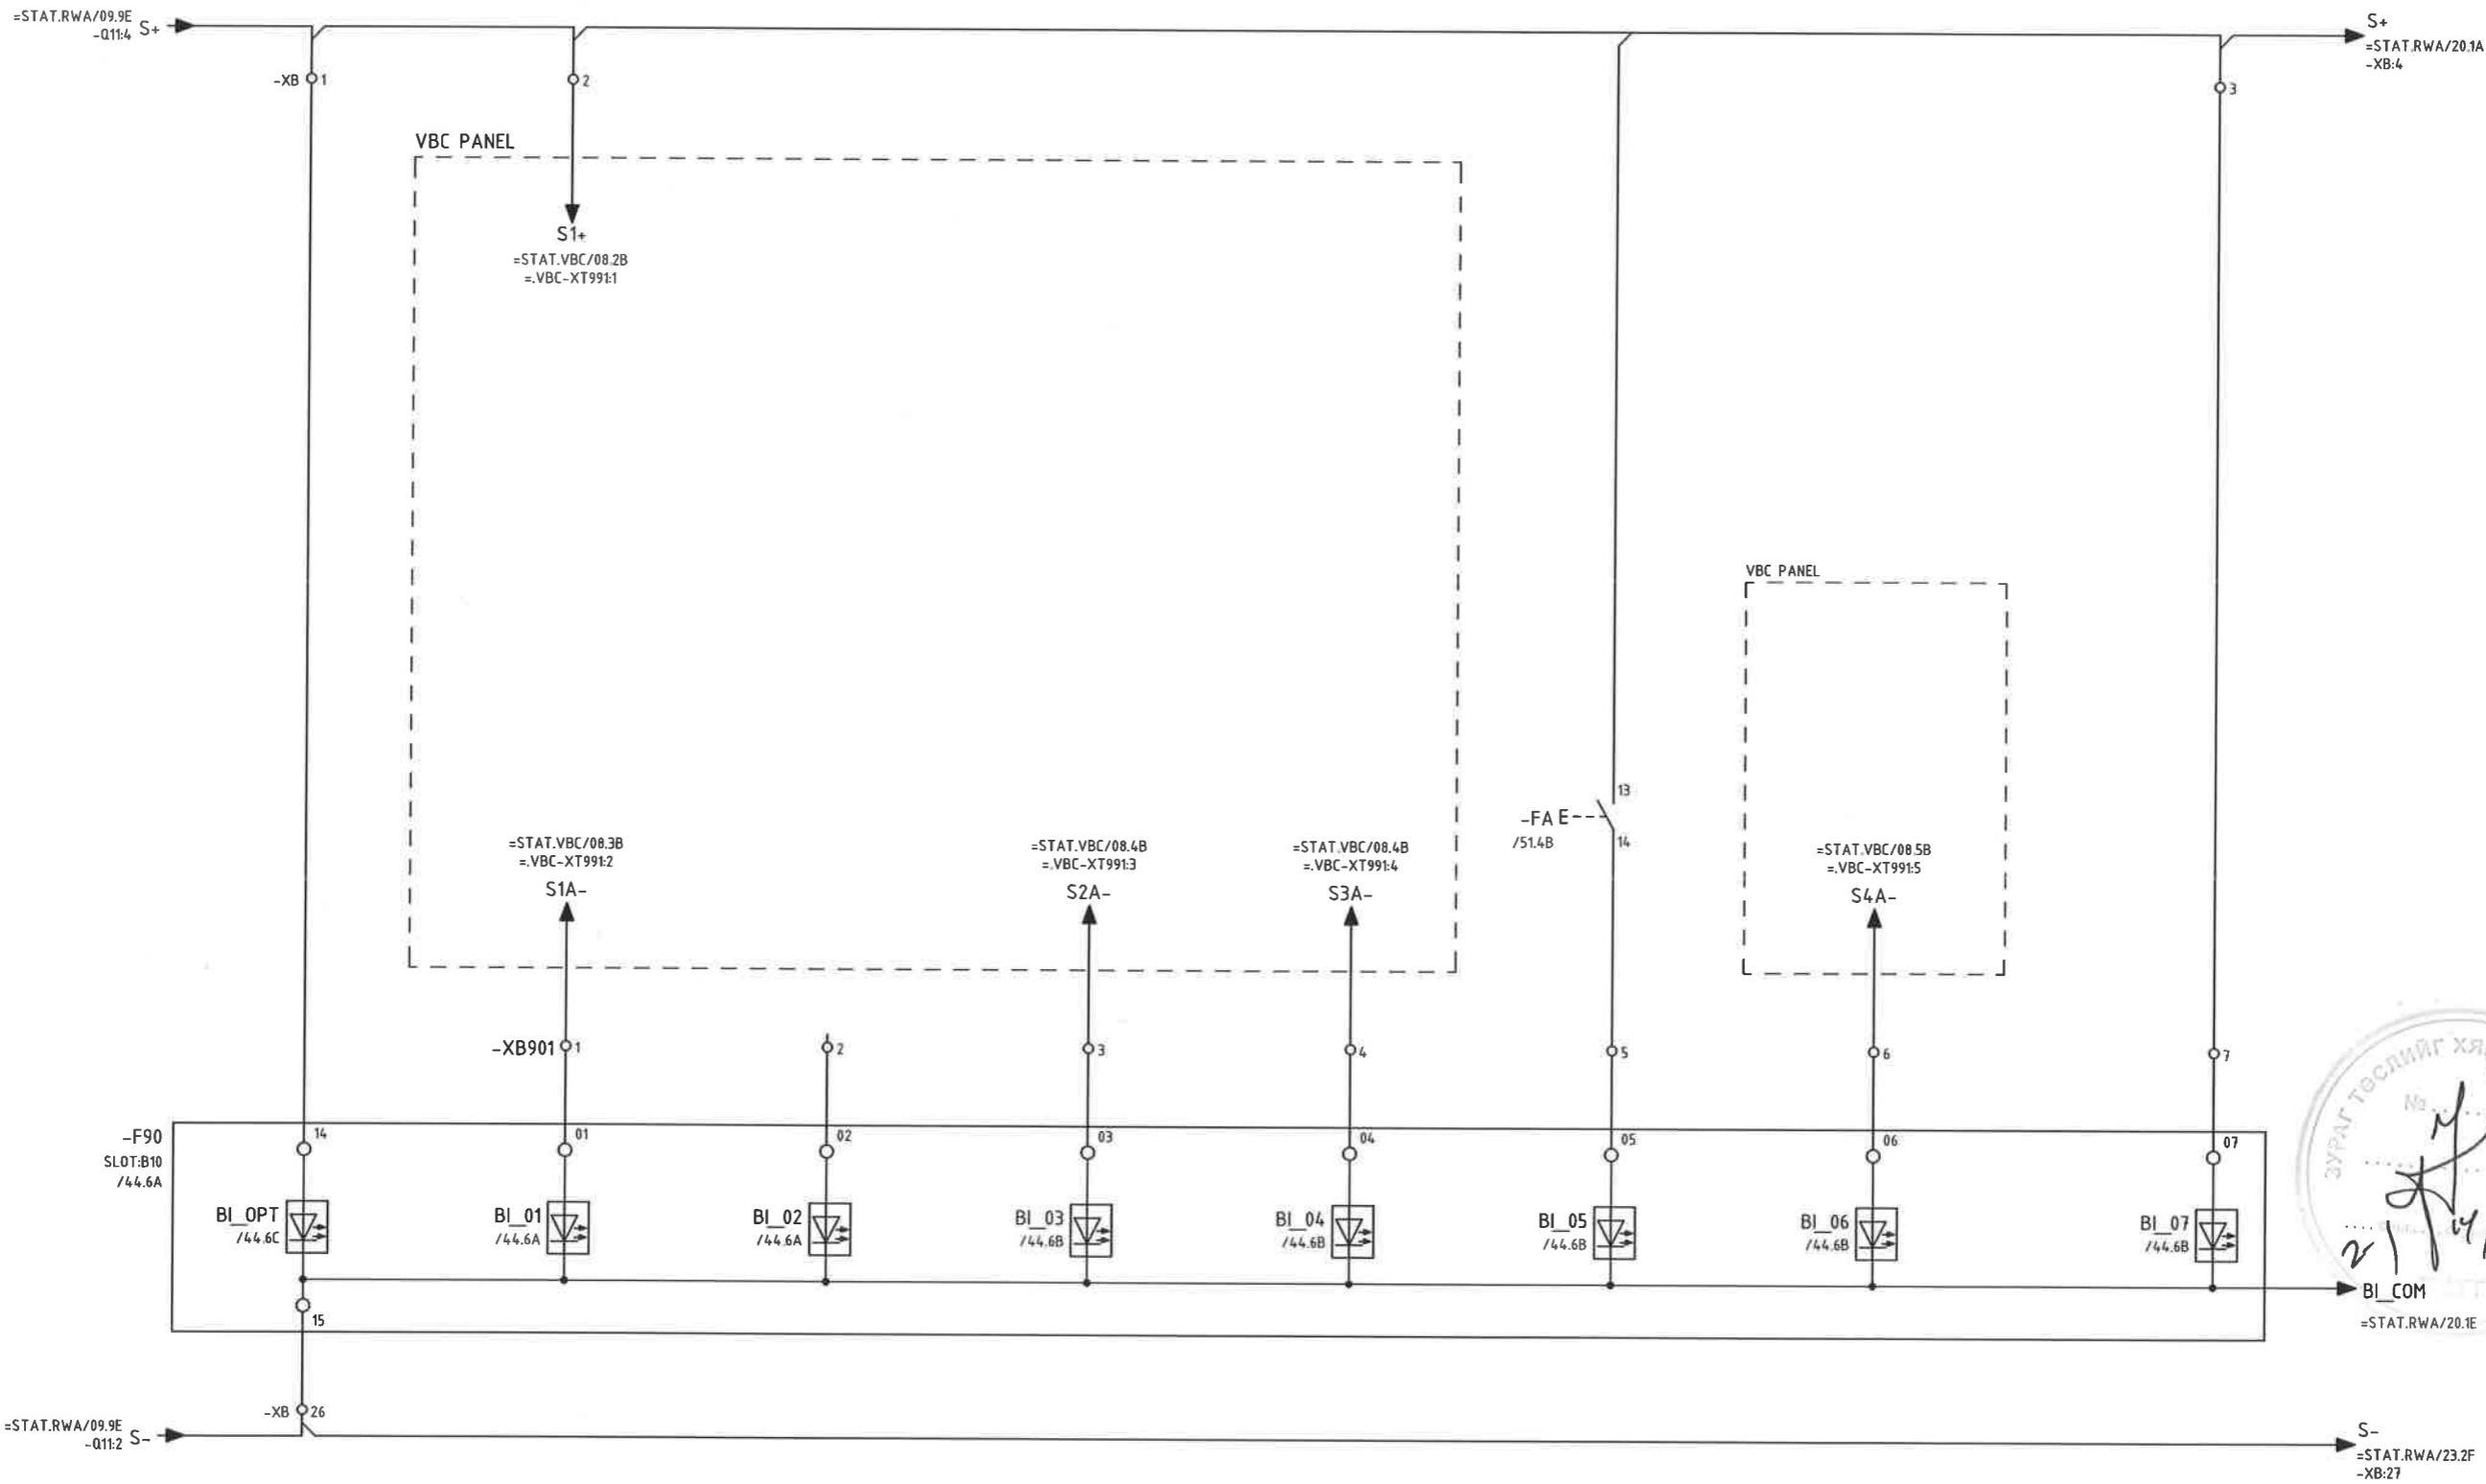 =STAT.RWA/09.9E
-Q11:4
S+
S+
=STAT.RWA/20.1A
-XB:4
-XB
1
2
3
VBC PANEL
S1+
=STAT.VBC/08.2B
=.VBC-XT991:1
VBC PANEL
13
-FA E
/51.4B
14
=STAT.VBC/08.3B
=.VBC-XT991:2
S1A-
=STAT.VBC/08.4B
=.VBC-XT991:3
S2A-
=STAT.VBC/08.4B
=.VBC-XT991:4
S3A-
=STAT.VBC/08.5B
=.VBC-XT991:5
S4A-
-XB901
1
2
3
4
5
6
7
-F90
SLOT:B10
/44.6A
14
01
02
03
04
05
06
07
BI_OPT
/44.6C
BI_01
/44.6A
BI_02
/44.6A
BI_03
/44.6B
BI_04
/44.6B
BI_05
/44.6B
BI_06
/44.6B
BI_07
/44.6B
ЗУРАГ ТӨСЛИЙГ
№
BI_COM
=STAT.RWA/20.1E
15
-XB
26
=STAT.RWA/09.9E
-Q11:2
S-
S-
=STAT.RWA/23.2F
-XB:27